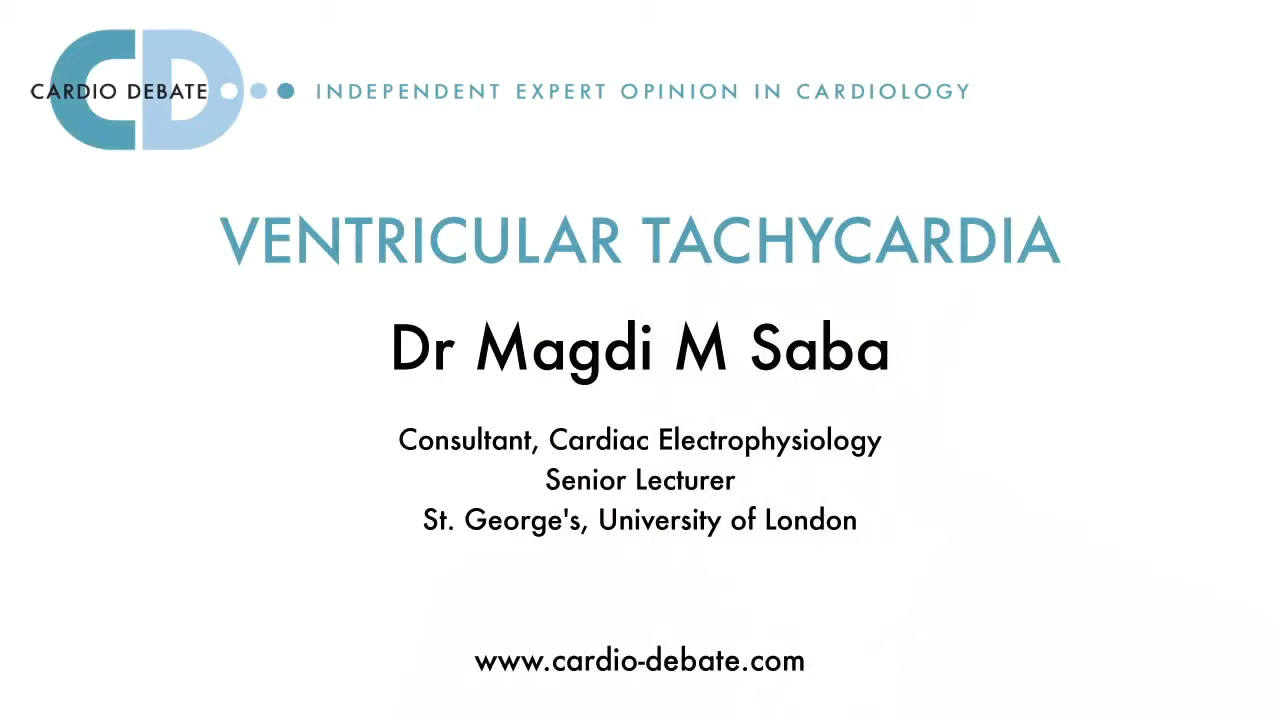 CARDIO DEBATE
INDEPENDENT EXPERT OPINION IN CARDIOLOGY
VENTRICULAR TACHYCARDIA
Dr Magdi M Saba
Consultant, Cardiac Electrophysiology
Senior Lecturer
St. George's, University of London
www.cardio-debate.com